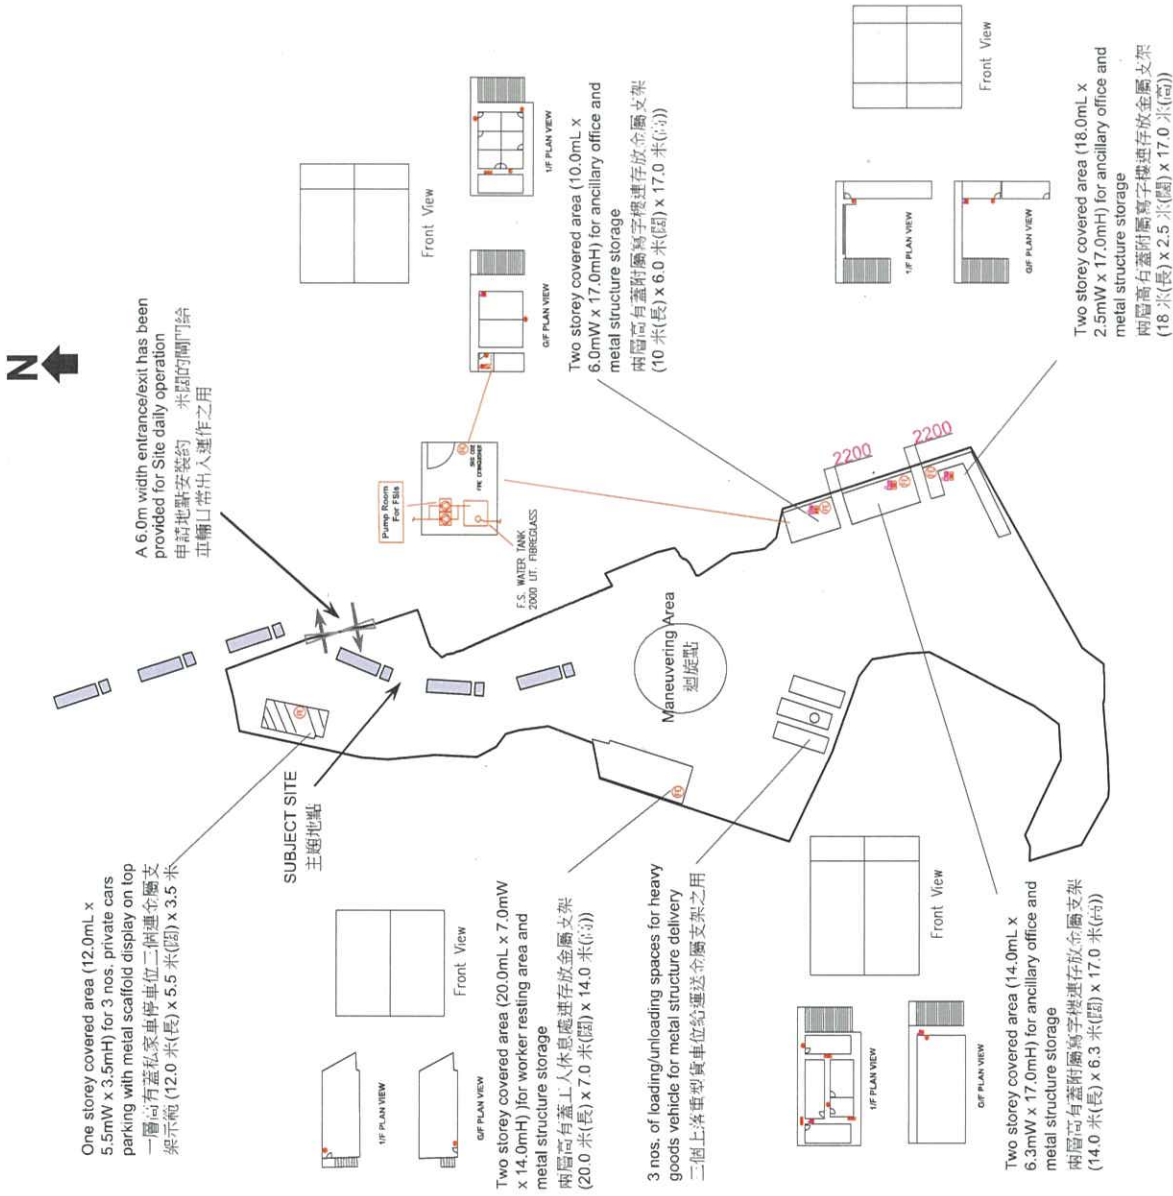 N
A 6.0m width entrance/exit has been
provided for Site daily operation
申請地點安裝約 米闊的閘門給
車輛日常出入運作之用
Front View
1/F PLAN VIEW
G/F PLAN VIEW
Two storey covered area (10.0mL x
6.0mW x 17.0mH) for ancillary office and
metal structure storage
兩層高有蓋附屬寫字樓連存放金屬支架
(10 米(長) x 6.0 米(闊) x 17.0 米(高))
Front View
1/F PLAN VIEW
G/F PLAN VIEW
Two storey covered area (18.0mL x
2.5mW x 17.0mH) for ancillary office and
metal structure storage
兩層高有蓋附屬寫字樓連存放金屬支架
(18 米(長) x 2.5 米(闊) x 17.0 米(高))
Pump Room
For FSIs
FIRE EXTINGUISHER
F.S. WATER TANK
2000 LIT. FIBREGLASS
2200
2200
Maneuvering Area
迴旋點
SUBJECT SITE
主題地點
One storey covered area (12.0mL x
5.5mW x 3.5mH) for 3 nos. private cars
parking with metal scaffold display on top
一層高有蓋私家車停車位三個連金屬支
架示範 (12.0 米(長) x 5.5 米(闊) x 3.5 米
Front View
1/F PLAN VIEW
G/F PLAN VIEW
Two storey covered area (20.0mL x 7.0mW
x 14.0mH) )for worker resting area and
metal structure storage
兩層高有蓋工人休息處連存放金屬支架
(20.0 米(長) x 7.0 米(闊) x 14.0 米(高))
3 nos. of loading/unloading spaces for heavy
goods vehicle for metal structure delivery
三個上落重型貨車位給運送金屬支架之用
Front View
1/F PLAN VIEW
G/F PLAN VIEW
Two storey covered area (14.0mL x
6.3mW x 17.0mH) for ancillary office and
metal structure storage
兩層高有蓋附屬寫字樓連存放金屬支架
(14.0 米(長) x 6.3 米(闊) x 17.0 米(高))